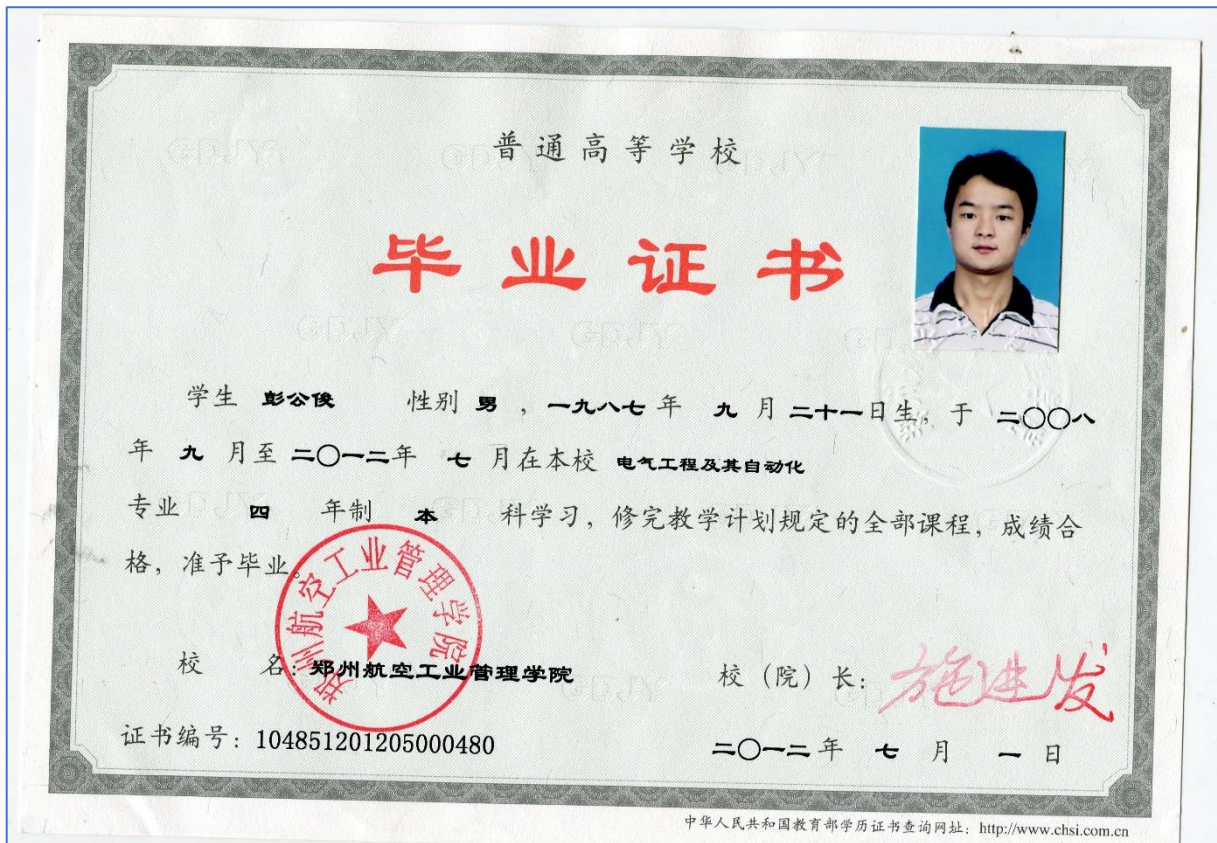 普通高等学校
毕业证书
学生 彭公俊 性别 男 ，一九八七 年 九 月 二十一日生，于 二〇〇八
年 九 月至 二〇一二年 七 月在本校 电气工程及其自动化
专业 四 年制 本 科学习，修完教学计划规定的全部课程，成绩合
格，准予毕业。
郑州航空工业管理学院
校 名：郑州航空工业管理学院 校（院）长：施进发
证书编号：104851201205000480 二〇一二 年 七 月 一 日
中华人民共和国教育部学历证书查询网址：http://www.chsi.com.cn